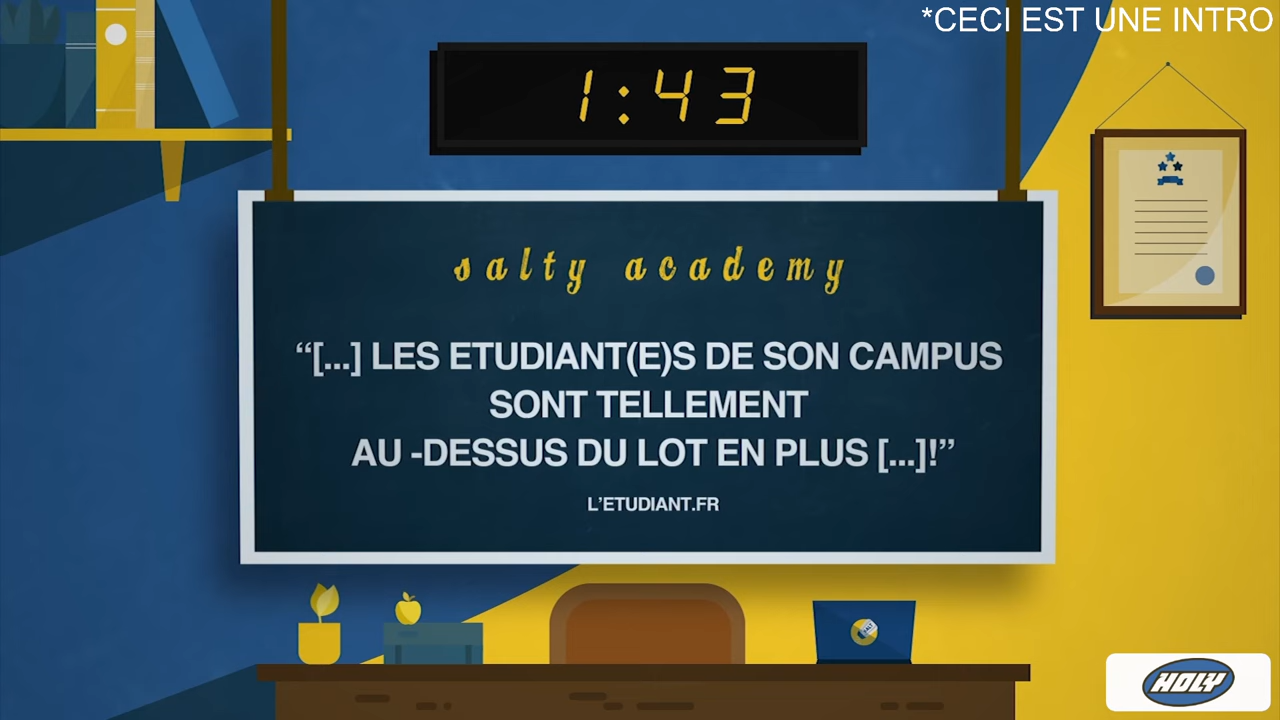 *CECI EST UNE INTRO
1:43
salty academy
“[...] LES ETUDIANT(E)S DE SON CAMPUS
SONT TELLEMENT
AU -DESSUS DU LOT EN PLUS [...]!”
L’ETUDIANT.FR
HOLY